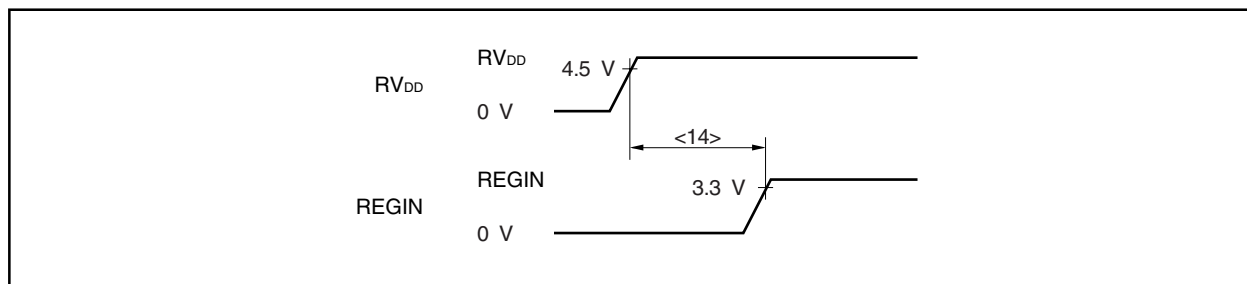 RVDD
RVDD
4.5 V
0 V
<14>
REGIN
REGIN
3.3 V
0 V